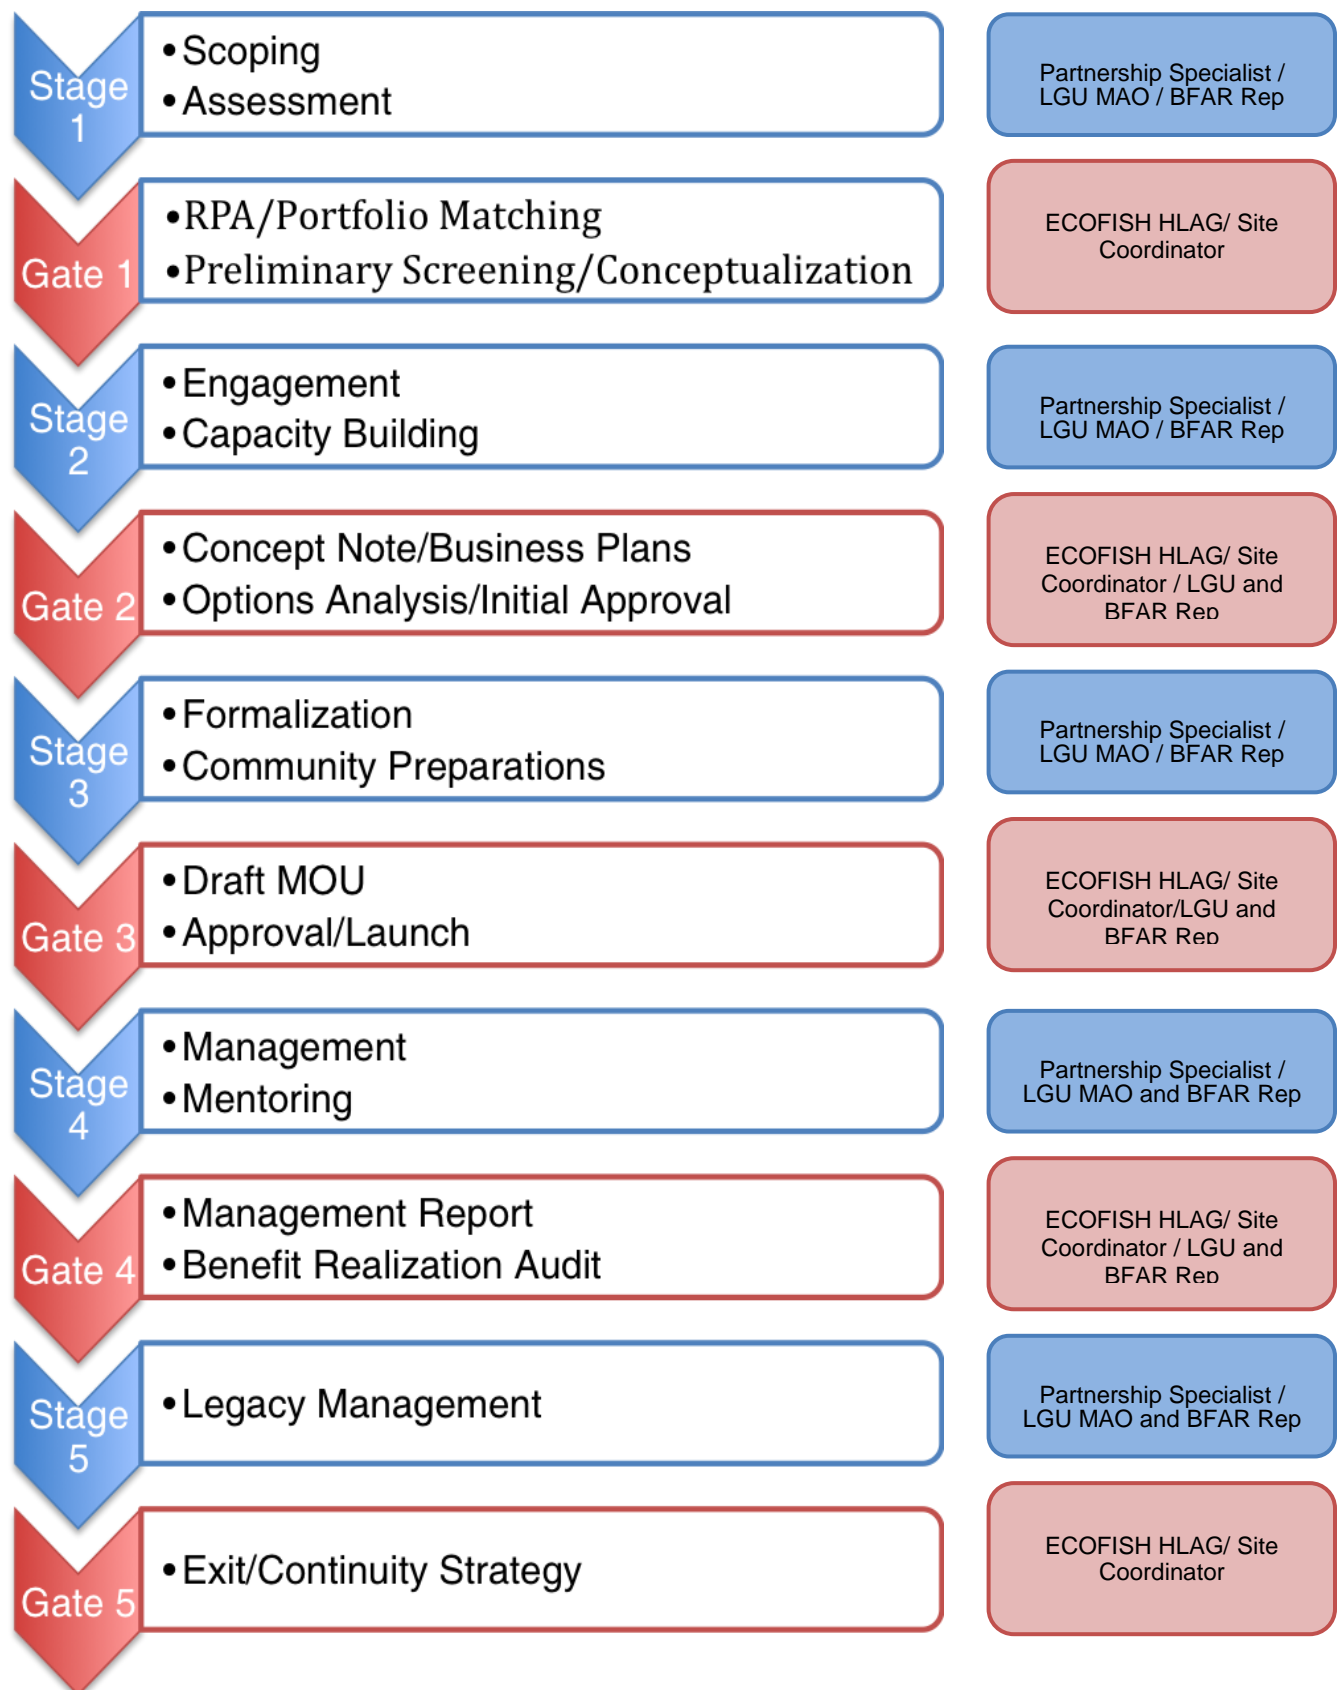 Stage
1
• Scoping
• Assessment
Partnership Specialist /
LGU MAO / BFAR Rep
Gate 1
• RPA/Portfolio Matching
• Preliminary Screening/Conceptualization
ECOFISH HLAG/ Site
Coordinator
Stage
2
• Engagement
• Capacity Building
Partnership Specialist /
LGU MAO / BFAR Rep
Gate 2
• Concept Note/Business Plans
• Options Analysis/Initial Approval
ECOFISH HLAG/ Site
Coordinator / LGU and
BFAR Rep
Stage
3
• Formalization
• Community Preparations
Partnership Specialist /
LGU MAO / BFAR Rep
Gate 3
• Draft MOU
• Approval/Launch
ECOFISH HLAG/ Site
Coordinator/LGU and
BFAR Rep
Stage
4
• Management
• Mentoring
Partnership Specialist /
LGU MAO and BFAR Rep
Gate 4
• Management Report
• Benefit Realization Audit
ECOFISH HLAG/ Site
Coordinator / LGU and
BFAR Rep
Stage
5
• Legacy Management
Partnership Specialist /
LGU MAO and BFAR Rep
Gate 5
• Exit/Continuity Strategy
ECOFISH HLAG/ Site
Coordinator